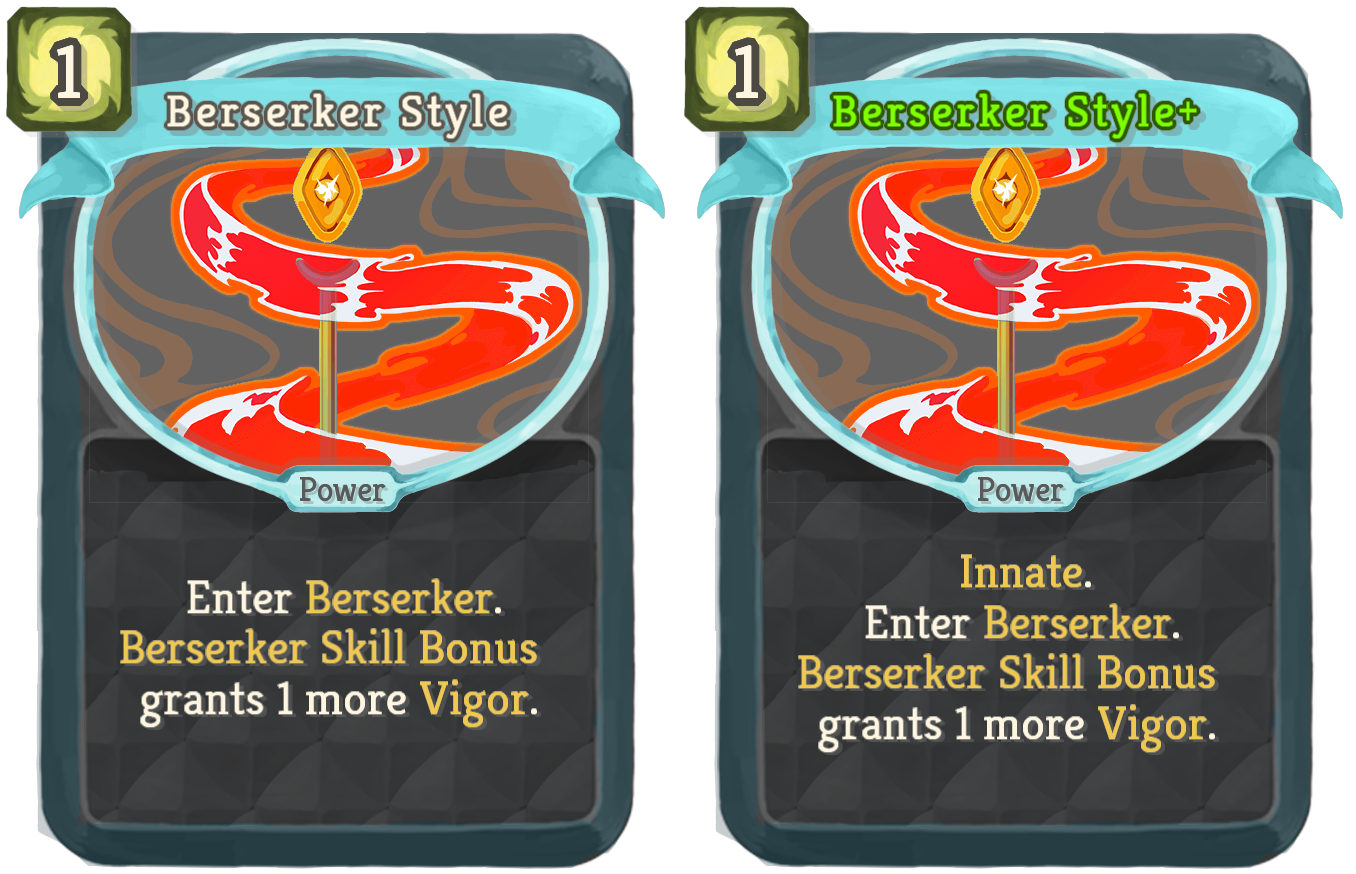 1
Berserker Style
Power
Enter Berserker.
Berserker Skill Bonus
grants 1 more Vigor.
1
Berserker Style+
Power
Innate.
Enter Berserker.
Berserker Skill Bonus
grants 1 more Vigor.